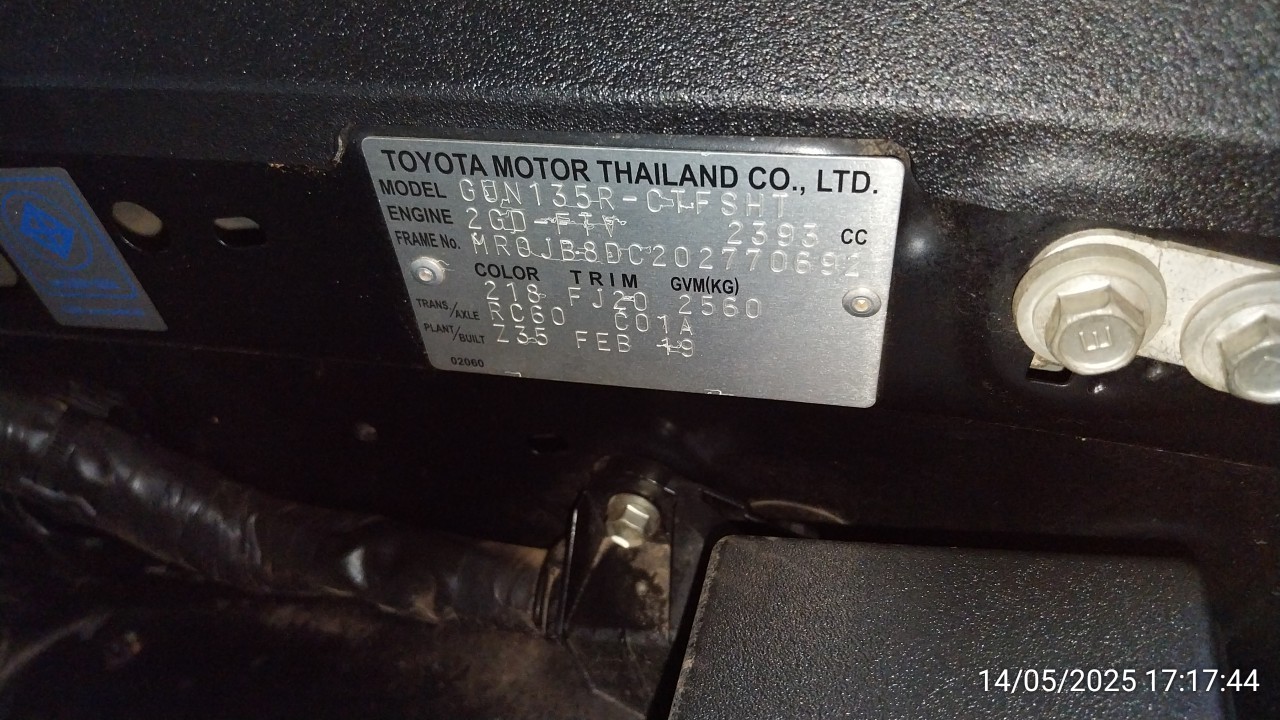 TOYOTA MOTOR THAILAND CO., LTD.
MODEL GUN135R-CTFSHT
ENGINE 2GD-FTV 2393 CC
FRAME No. MR0JB8DC202770692
COLOR TRIM GVM(KG)
218 FJ20 2560
TRANS/AXLE RC60 C01A
PLANT/BUILT Z35 FEB 19
02060
E
14/05/2025 17:17:44